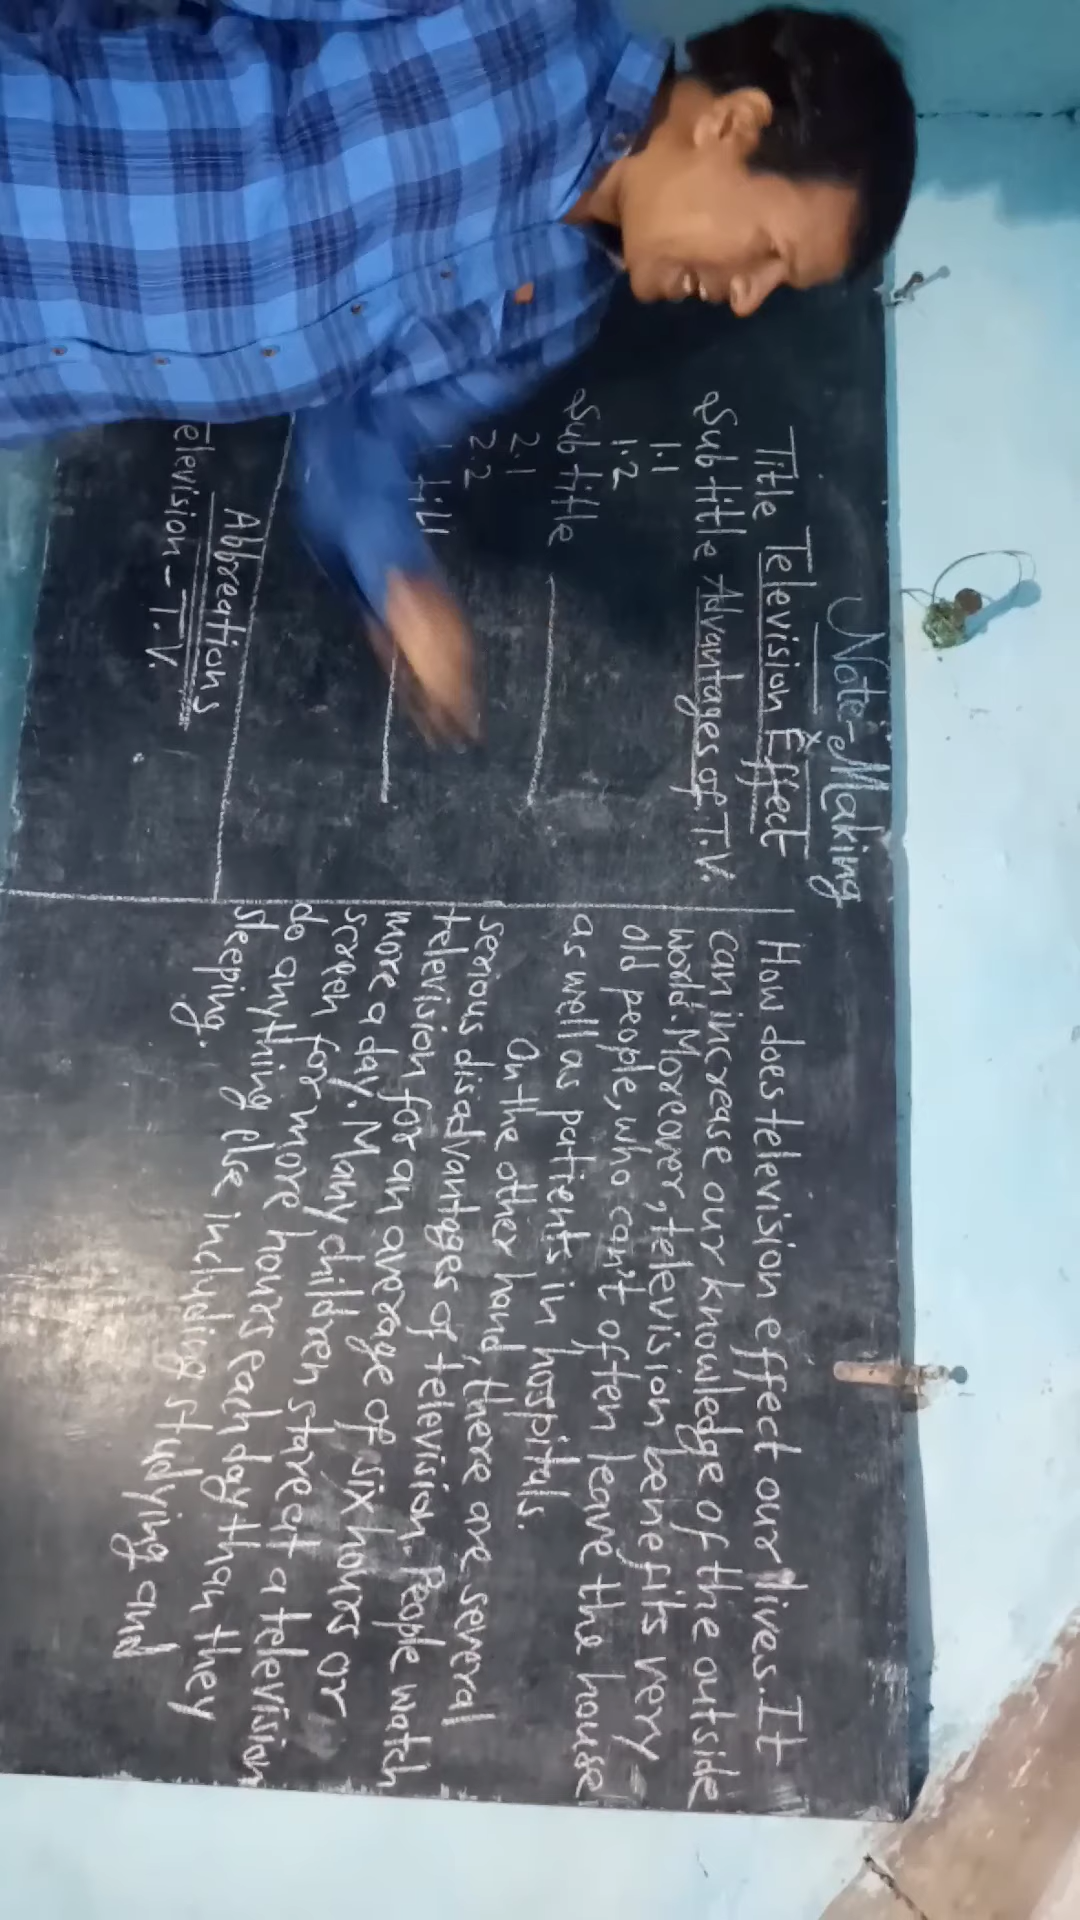 Note-Making
Title Television Effect
Subtitle Advantages of T.V.
1.1
1.2
Subtitle
2.1
2.2
Abbreations
Television - T.V.
How does television effect our lives. It
can increase our knowledge of the outside
world. Moreover, television benefits very
old people, who can't often leave the house
as well as patients in hospitals.
On the other hand, there are several
serious disadvantages of television. People watch
television for an average of six hours or
more a day. Many children stare at a television
screen for more hours each day than they
do anything else including studying and
sleeping.